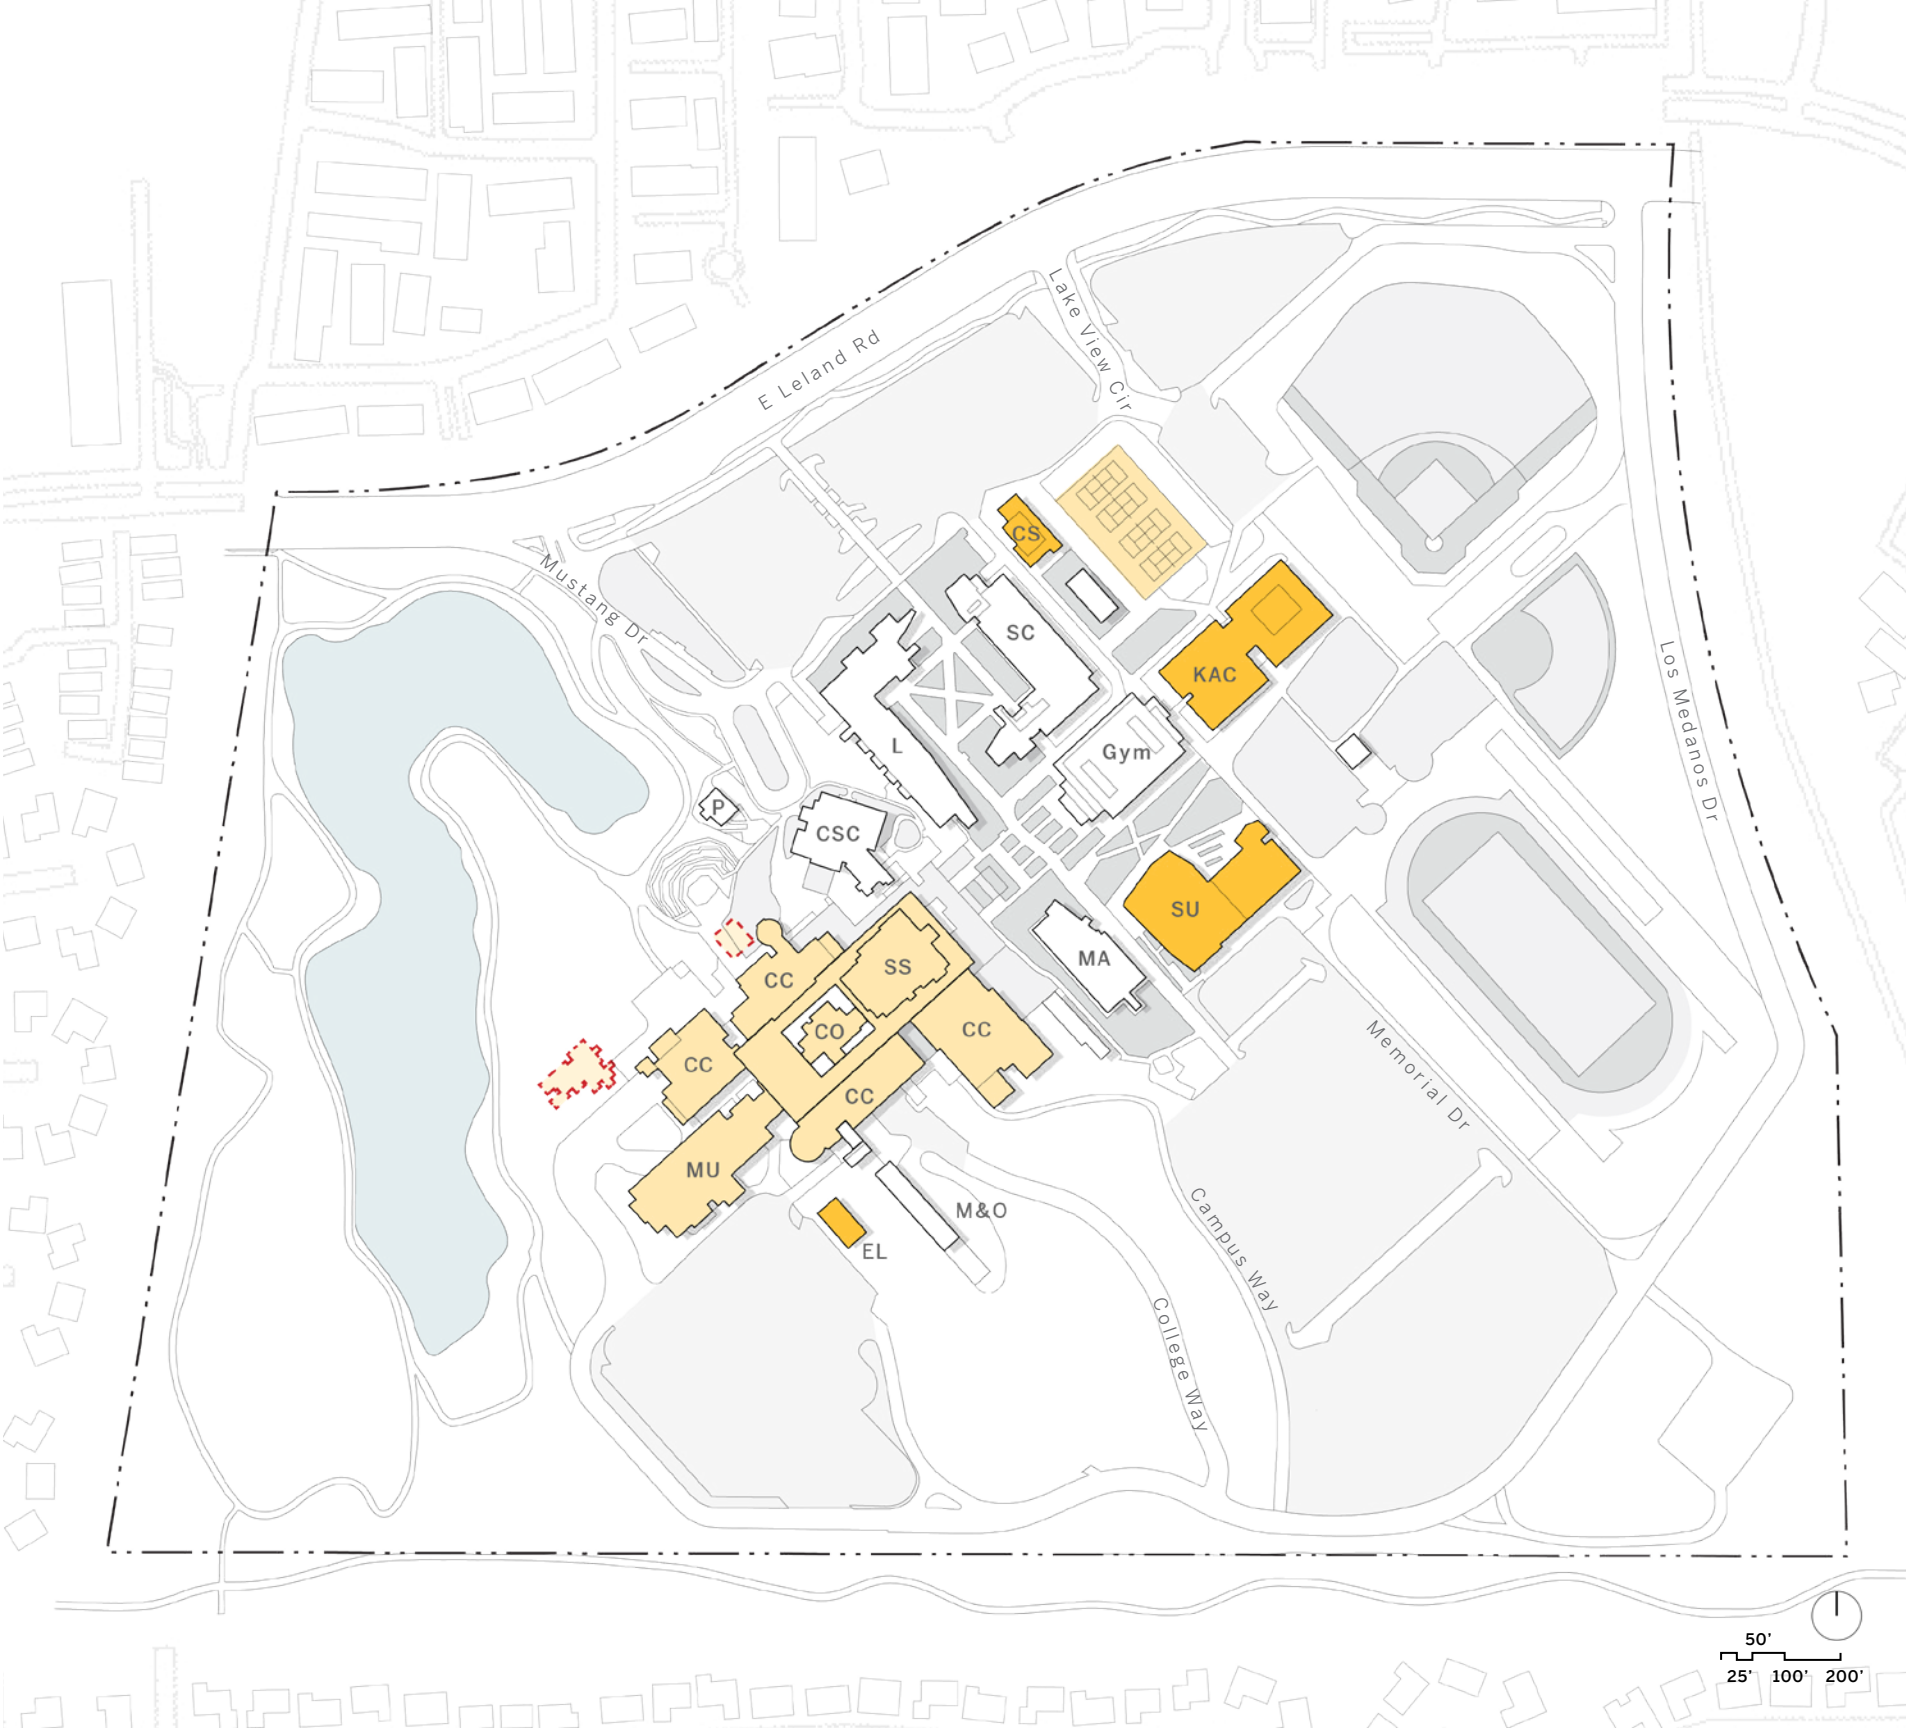 E Leland Rd
Lake View Cir
Mustang Dr
CS
SC
KAC
L
Gym
P
CSC
SU
MA
SS
CC
CO
CC
CC
CC
MU
M&O
EL
Los Medanos Dr
Memorial Dr
Campus Way
College Way
50’
25’ 100’ 200’